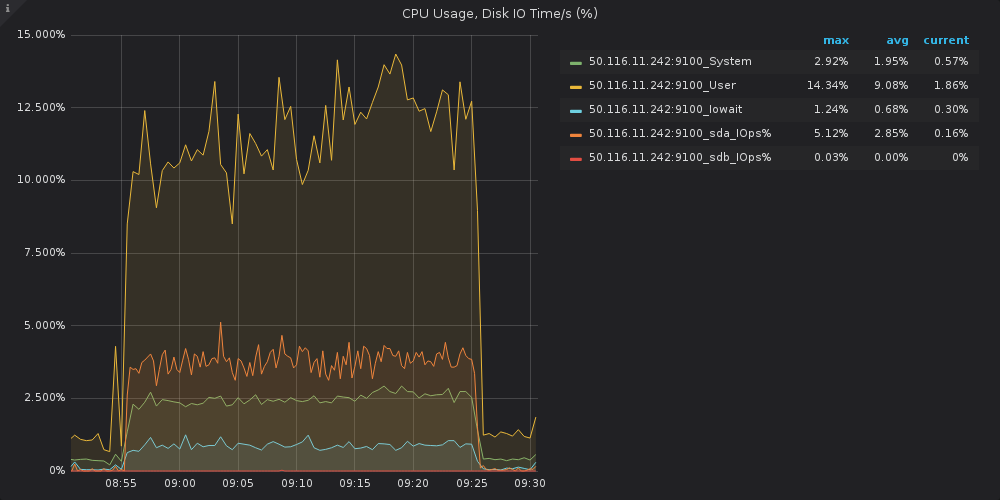 i
CPU Usage, Disk IO Time/s (%)
15.000%
12.500%
10.000%
7.500%
5.000%
2.500%
0%
08:55 09:00 09:05 09:10 09:15 09:20 09:25 09:30
max avg current
50.116.11.242:9100_System 2.92% 1.95% 0.57%
50.116.11.242:9100_User 14.34% 9.08% 1.86%
50.116.11.242:9100_Iowait 1.24% 0.68% 0.30%
50.116.11.242:9100_sda_IOps% 5.12% 2.85% 0.16%
50.116.11.242:9100_sdb_IOps% 0.03% 0.00% 0%